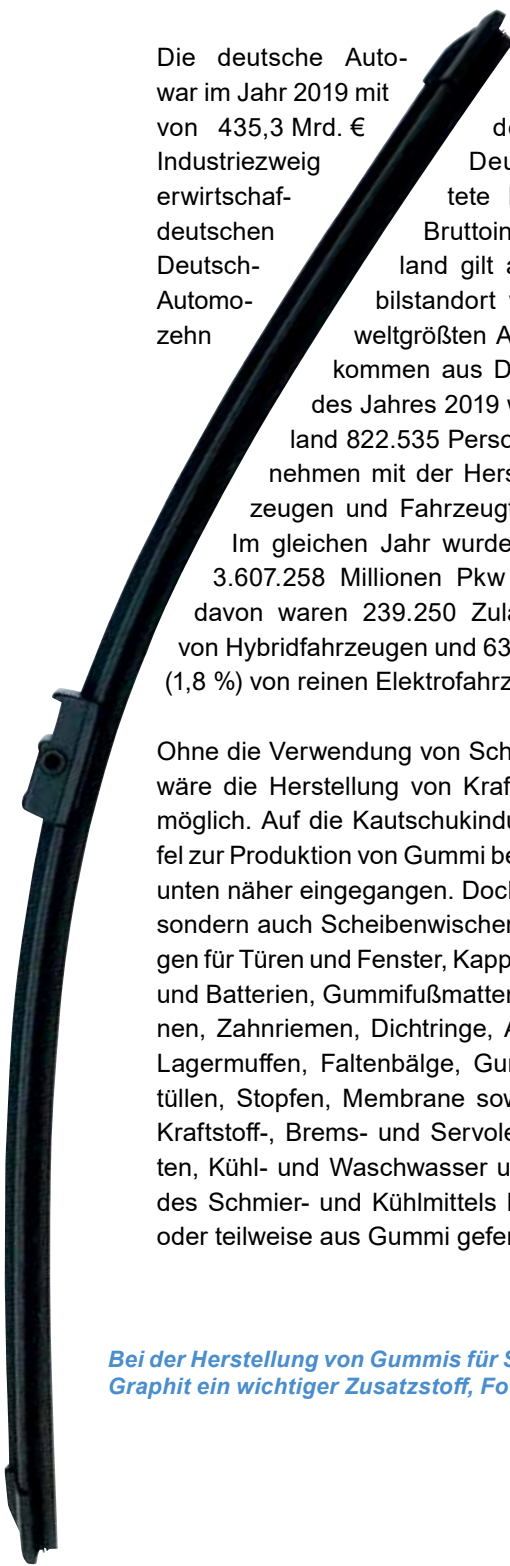 Die deutsche Auto-
war im Jahr 2019 mit
von 435,3 Mrd. € de
Industriezweig Deu
erwirtschaf- tete
deutschen Bruttoin
Deutsch- land gilt a
Automo- bilstandort
zehn weltgrößten A
kommen aus D
des Jahres 2019 w
land 822.535 Perso
nehmen mit der Hers
zeugen und Fahrzeugt
Im gleichen Jahr wurde
3.607.258 Millionen Pkw
davon waren 239.250 Zula
von Hybridfahrzeugen und 63
(1,8 %) von reinen Elektrofahrz
Ohne die Verwendung von Sch
wäre die Herstellung von Kraf
möglich. Auf die Kautschukindu
fel zur Produktion von Gummi be
unten näher eingegangen. Doch
sondern auch Scheibenwischer
gen für Türen und Fenster, Kapp
und Batterien, Gummifußmatten
nen, Zahnriemen, Dichtringe, A
Lagermuffen, Faltenbälge, Gum
tüllen, Stopfen, Membrane sow
Kraftstoff-, Brems- und Servole
ten, Kühl- und Waschwasser u
des Schmier- und Kühlmittels
oder teilweise aus Gummi gefer
Bei der Herstellung von Gummis für S
Graphit ein wichtiger Zusatzstoff, Fo